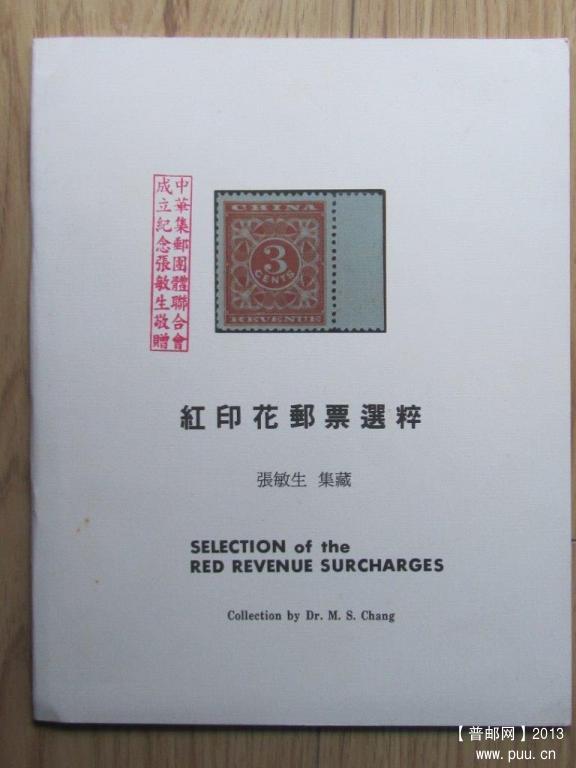 中華集郵團體聯合會
成立紀念張敏生敬贈
CHINA
3
CENTS
REVENUE
紅印花郵票選粹
張敏生 集藏
SELECTION of the
RED REVENUE SURCHARGES
Collection by Dr. M. S. Chang
【普邮网】2013
www.puu.cn